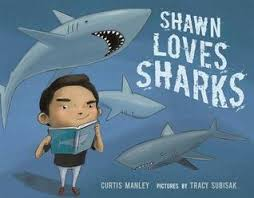 SHAWN
LOVES
SHARKS
CURTIS MANLEY PICTURES BY TRACY SUBISAK